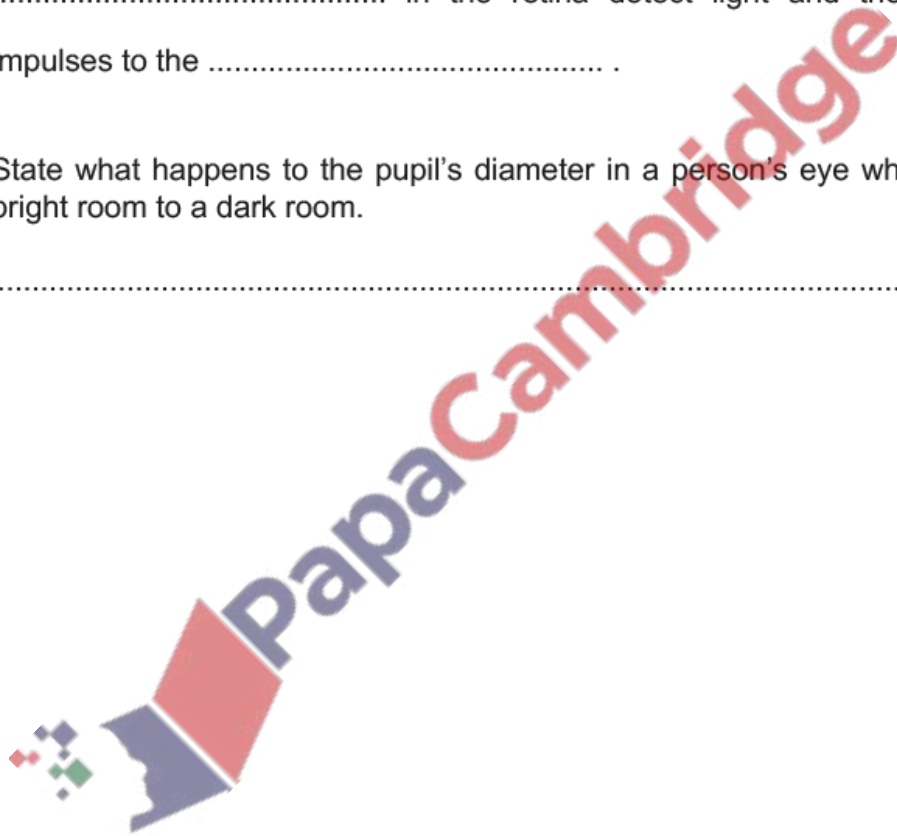 .............................................. in the retina detect light and the
mpulses to the .............................................. .
State what happens to the pupil's diameter in a person's eye wh
bright room to a dark room.
PapaCambridge